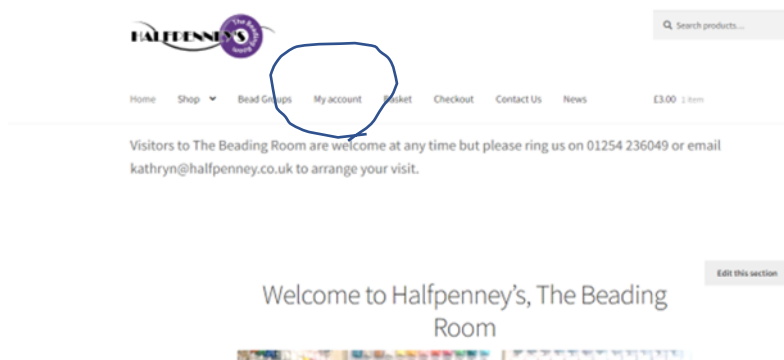 HALFPENNEY'S
The Beading Room
Search products...
Home Shop Bead Groups My account Basket Checkout Contact Us News £3.00 1 item
Visitors to The Beading Room are welcome at any time but please ring us on 01254 236049 or email
kathryn@halfpenney.co.uk to arrange your visit.
Edit this section
Welcome to Halfpenney's, The Beading
Room